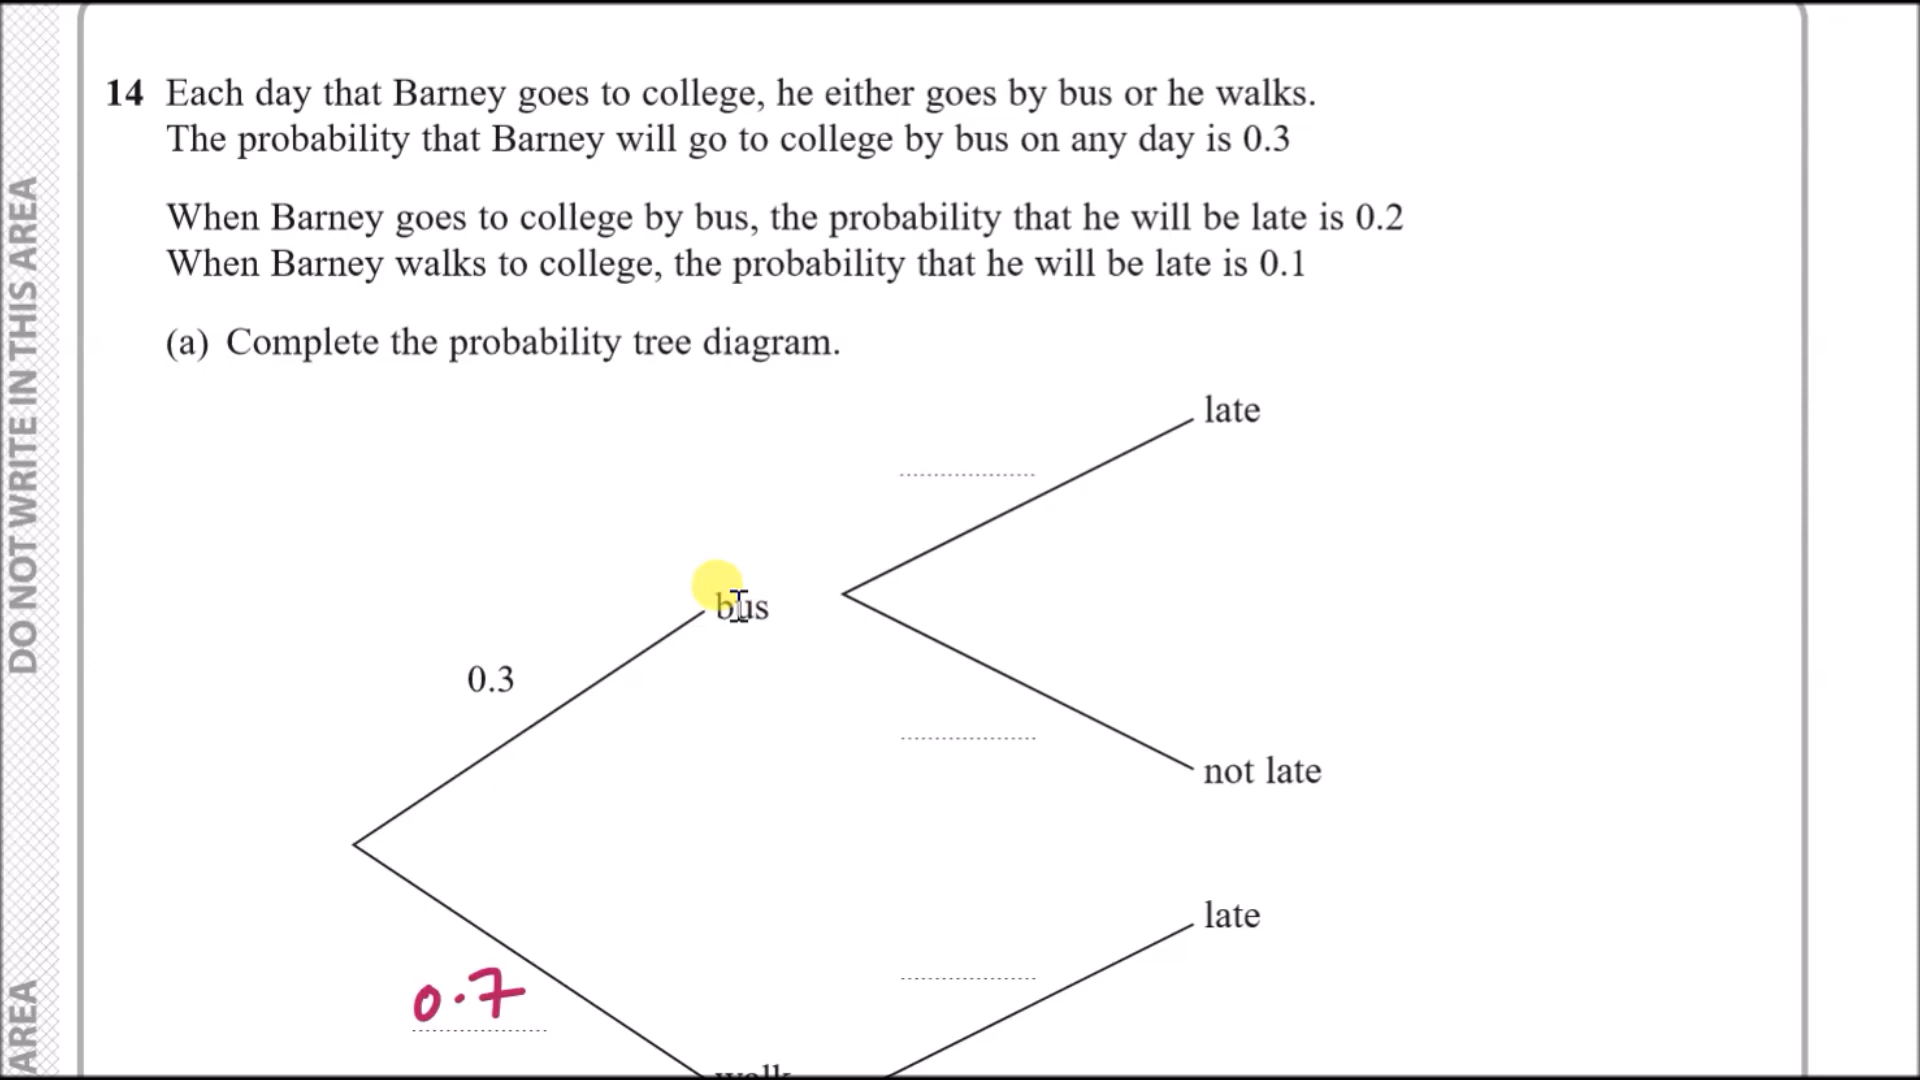 14 Each day that Barney goes to college, he either goes by bus or he walks.
The probability that Barney will go to college by bus on any day is 0.3
When Barney goes to college by bus, the probability that he will be late is 0.2
When Barney walks to college, the probability that he will be late is 0.1
(a) Complete the probability tree diagram.
late
bus
0.3
not late
late
0.7
walk
DO NOT WRITE IN THIS AREA
AREA